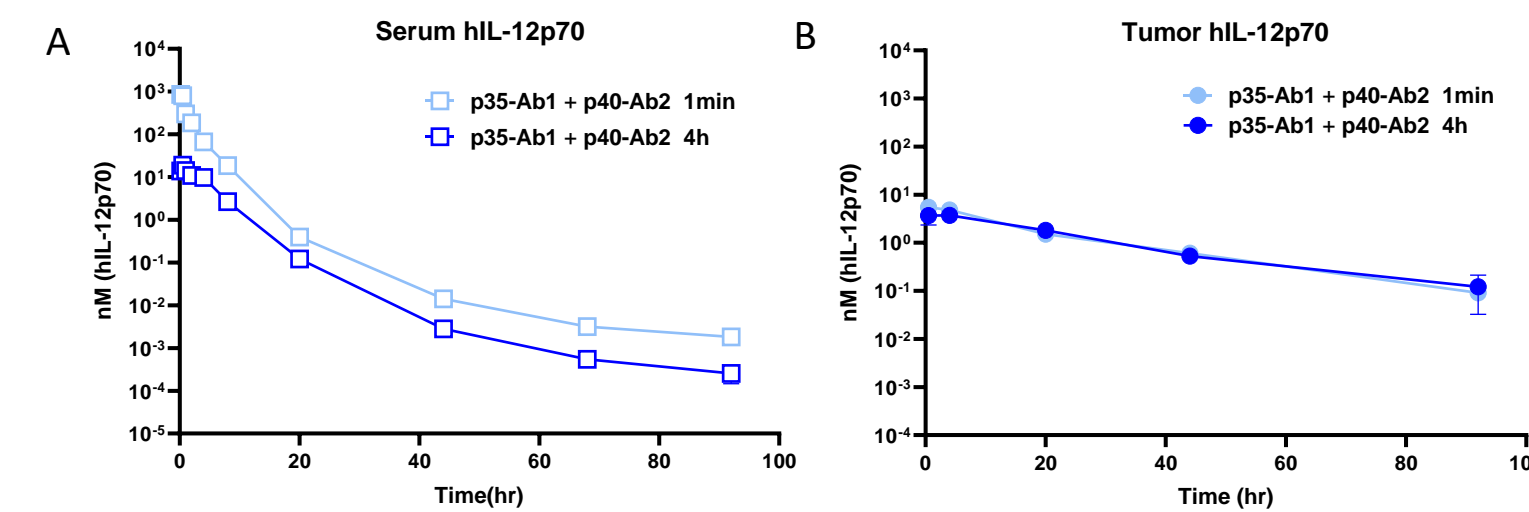 A
Serum hIL-12p70
10⁴
10³
10²
10¹
10⁰
10⁻¹
10⁻²
10⁻³
10⁻⁴
10⁻⁵
nM (hIL-12p70)
p35-Ab1 + p40-Ab2 1min
p35-Ab1 + p40-Ab2 4h
0 20 40 60 80 100
Time(hr)
B
Tumor hIL-12p70
10⁴
10³
10²
10¹
10⁰
10⁻¹
10⁻²
10⁻³
10⁻⁴
nM (hIL-12p70)
p35-Ab1 + p40-Ab2 1min
p35-Ab1 + p40-Ab2 4h
0 20 40 60 80 10
Time (hr)